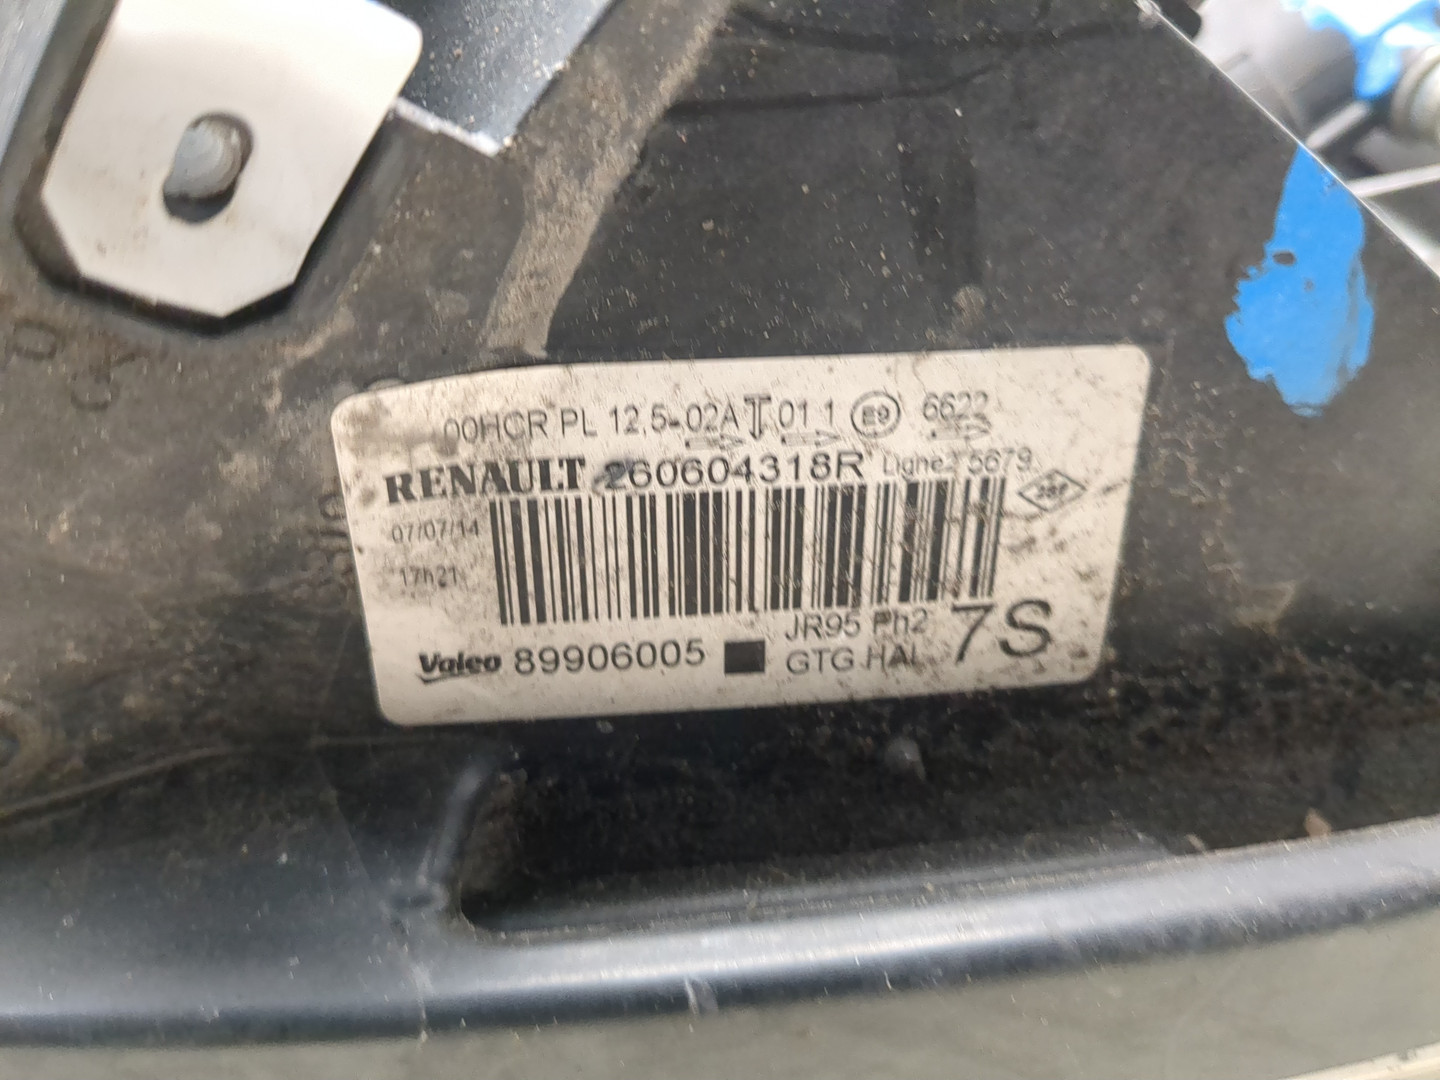 00HCR PL 12,5-02A 01 1 E9 6622
RENAULT 260604318R Ligne: 5679
07/07/14
17h21
JR95 Ph2 7S
Valeo 89906005 GTG HAL